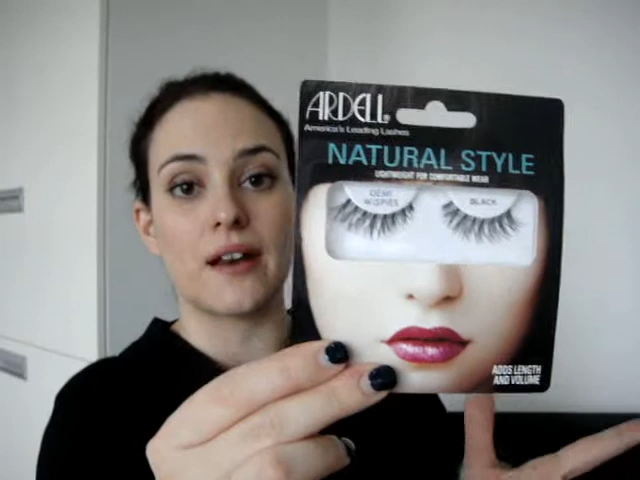 ARDELL®
America's Leading Lashes
NATURAL STYLE
LIGHTWEIGHT FOR COMFORTABLE WEAR
DEMI
WISPIES
BLACK
ADDS LENGTH
AND VOLUME